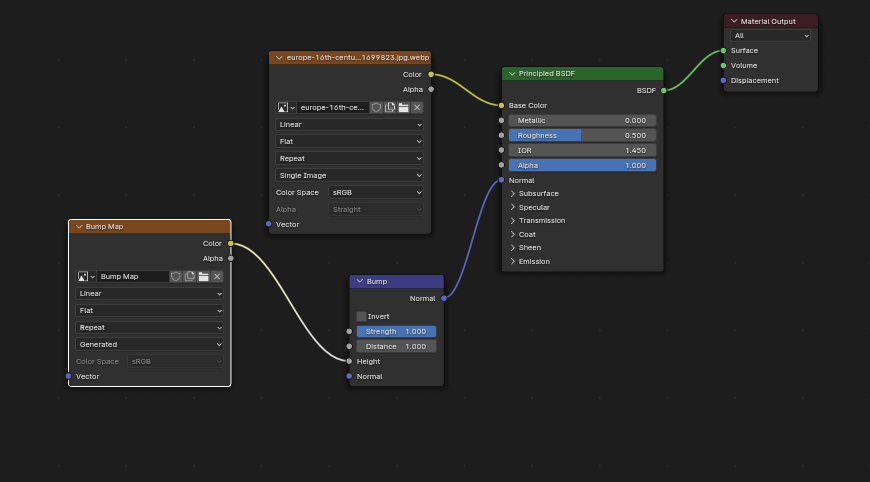 Material Output
All
Surface
Volume
Displacement
europe-16th-centu...1699823.jpg.webp
Color
Alpha
europe-16th-ce...
Linear
Flat
Repeat
Single Image
Color Space sRGB
Alpha Straight
Vector
Principled BSDF
BSDF
Base Color
Metallic 0.000
Roughness 0.500
IOR 1.450
Alpha 1.000
Normal
Subsurface
Specular
Transmission
Coat
Sheen
Emission
Bump Map
Color
Alpha
Bump Map
Linear
Flat
Repeat
Generated
Color Space sRGB
Vector
Bump
Normal
Invert
Strength 1.000
Distance 1.000
Height
Normal